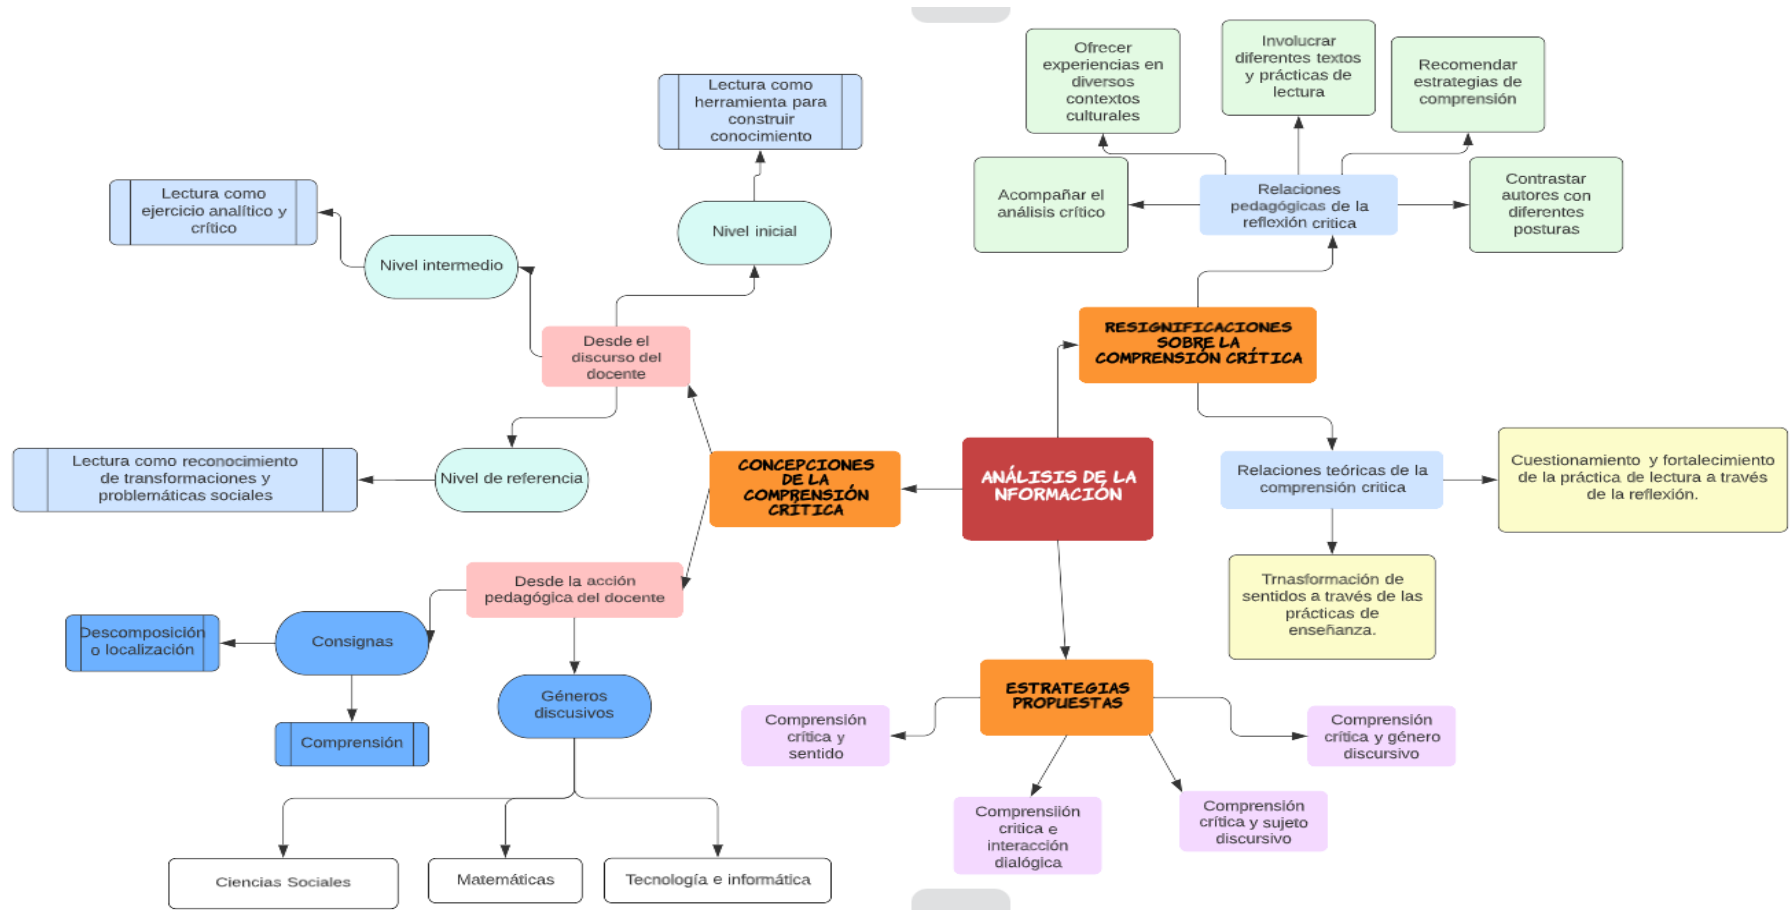 Ofrecer
experiencias en
diversos
contextos
culturales
Involucrar
diferentes textos
y prácticas de
lectura
Recomendar
estrategias de
comprensión
Lectura como
herramienta para
construir
conocimiento
Lectura como
ejercicio analítico y
crítico
Acompañar el
análisis crítico
Relaciones
pedagógicas de la
reflexión critica
Contrastar
autores con
diferentes
posturas
Nivel inicial
Nivel intermedio
Desde el
discurso del
docente
RESIGNIFICACIONES
SOBRE LA
COMPRENSIÓN CRÍTICA
Lectura como reconocimiento
de transformaciones y
problemáticas sociales
Nivel de referencia
CONCEPCIONES
DE LA
COMPRENSIÓN
CRÍTICA
ANÁLISIS DE LA
NFORMACIÓN
Relaciones teóricas de la
comprensión critica
Cuestionamiento y fortalecimiento
de la práctica de lectura a través
de la reflexión.
Trnasformación de
sentidos a través de las
prácticas de
enseñanza.
Desde la acción
pedagógica del docente
Descomposición
o localización
Consignas
Comprensión
Géneros
discusivos
Ciencias Sociales
Matemáticas
Tecnología e informática
ESTRATEGIAS
PROPUESTAS
Comprensión
crítica y
sentido
Comprensiión
critica e
interacción
dialógica
Comprensión
crítica y sujeto
discursivo
Comprensión
crítica y género
discursivo